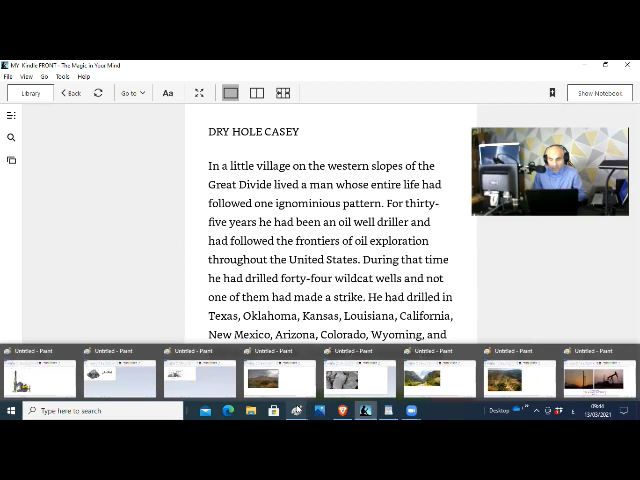 MY Kindle FRONT - The Magic in Your Mind
File View Go Tools Help
Library Back Go to Aa Show Notebook
DRY HOLE CASEY
In a little village on the western slopes of the
Great Divide lived a man whose entire life had
followed one ignominious pattern. For thirty-
five years he had been an oil well driller and
had followed the frontiers of oil exploration
throughout the United States. During that time
he had drilled forty-four wildcat wells and not
one of them had made a strike. He had drilled in
Texas, Oklahoma, Kansas, Louisiana, California,
New Mexico, Arizona, Colorado, Wyoming, and
Untitled - Paint Untitled - Paint Untitled - Paint Untitled - Paint Untitled - Paint Untitled - Paint Untitled - Paint Untitled - Paint
Type here to search Desktop 09:44
13/03/2021